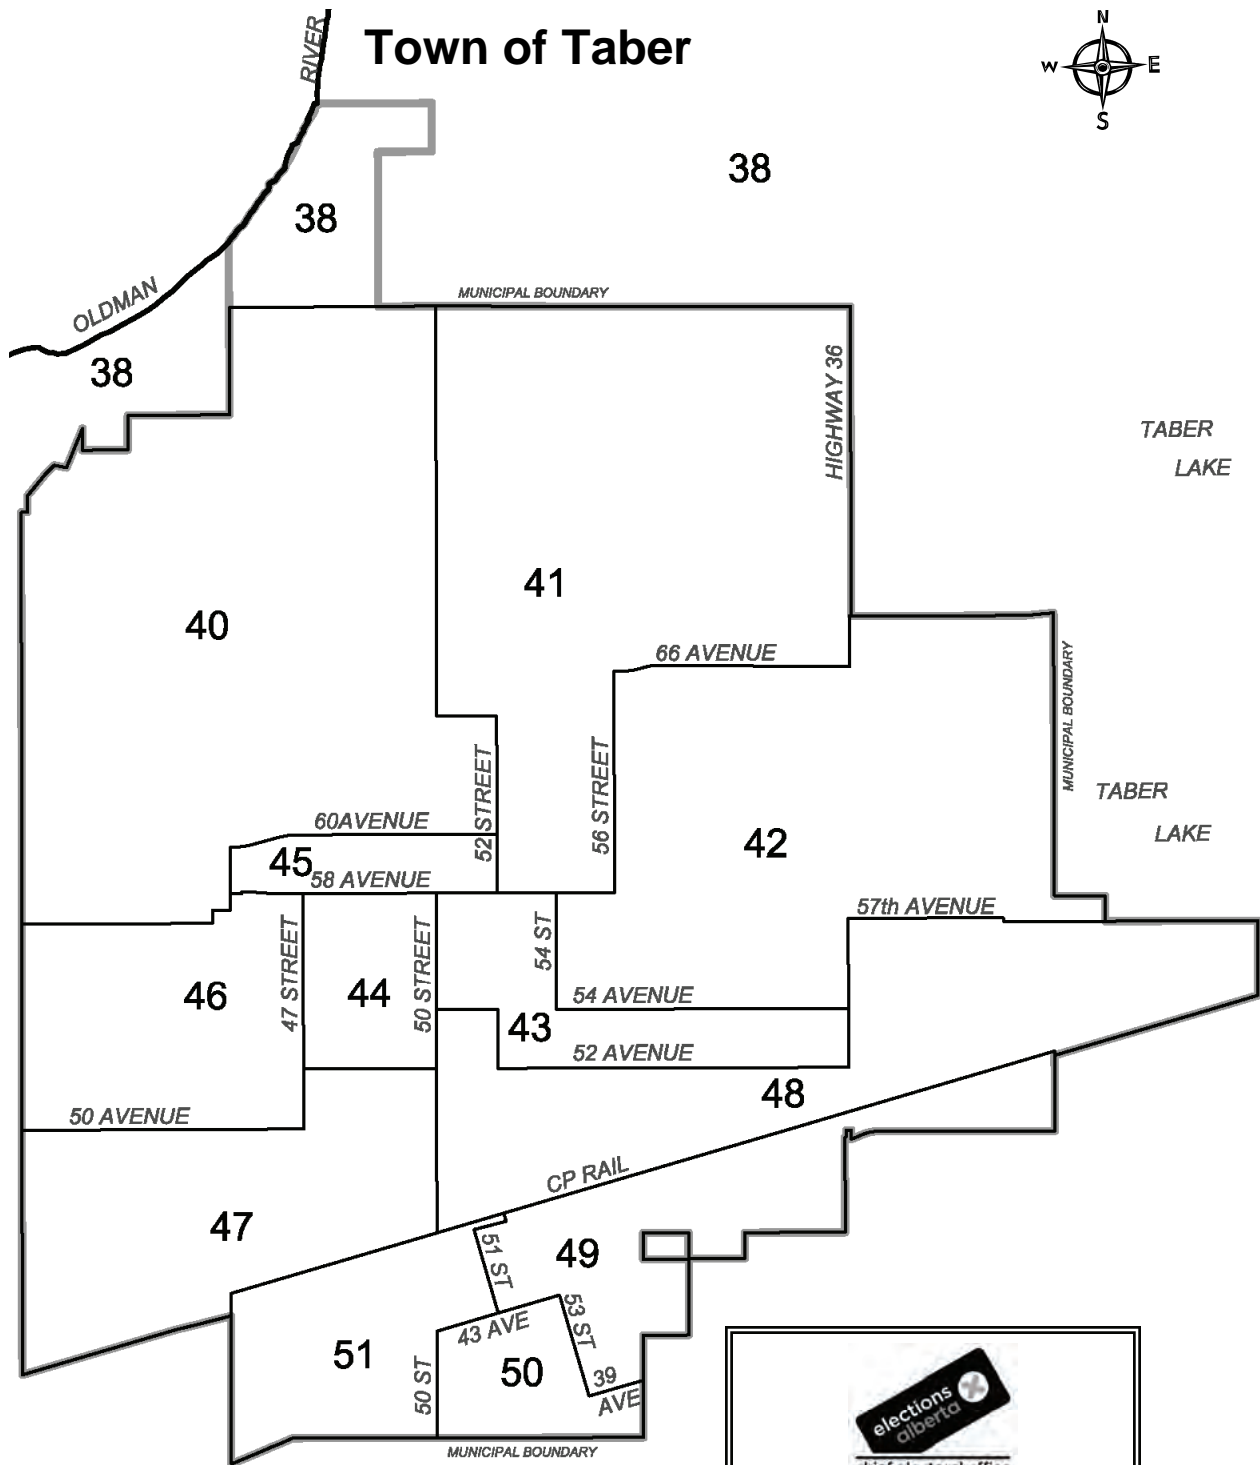 Town of Taber
N
W E
S
RIVER
38
38
OLDMAN
MUNICIPAL BOUNDARY
38
HIGHWAY 36
TABER
LAKE
41
40
66 AVENUE
MUNICIPAL BOUNDARY
52 STREET
56 STREET
TABER
LAKE
60AVENUE
42
45
58 AVENUE
57th AVENUE
47 STREET
50 STREET
54 ST
46
44
54 AVENUE
43
52 AVENUE
48
50 AVENUE
CP RAIL
47
51 ST
49
43 AVE
53 ST
51
50
39
AVE
50 ST
MUNICIPAL BOUNDARY
elections
alberta
chief electoral office